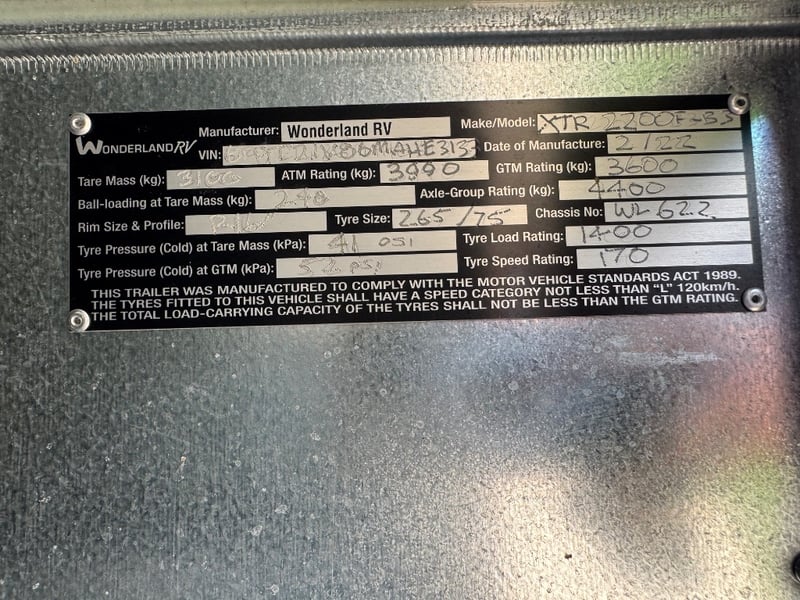 WONDERLANDRV
Manufacturer: Wonderland RV Make/Model: XTR 2200F-BS
VIN: Date of Manufacture: 2/22
Tare Mass (kg): 3100 ATM Rating (kg): 3990 GTM Rating (kg): 3600
Ball-loading at Tare Mass (kg): 240 Axle-Group Rating (kg): 4400
Rim Size & Profile: R16 Tyre Size: 265/75 Chassis No: WL622
Tyre Pressure (Cold) at Tare Mass (kPa): 41 psi Tyre Load Rating: 1400
Tyre Pressure (Cold) at GTM (kPa): 52 psi Tyre Speed Rating: 170
THIS TRAILER WAS MANUFACTURED TO COMPLY WITH THE MOTOR VEHICLE STANDARDS ACT 1989.
THE TYRES FITTED TO THIS VEHICLE SHALL HAVE A SPEED CATEGORY NOT LESS THAN "L" 120km/h.
THE TOTAL LOAD-CARRYING CAPACITY OF THE TYRES SHALL NOT BE LESS THAN THE GTM RATING.